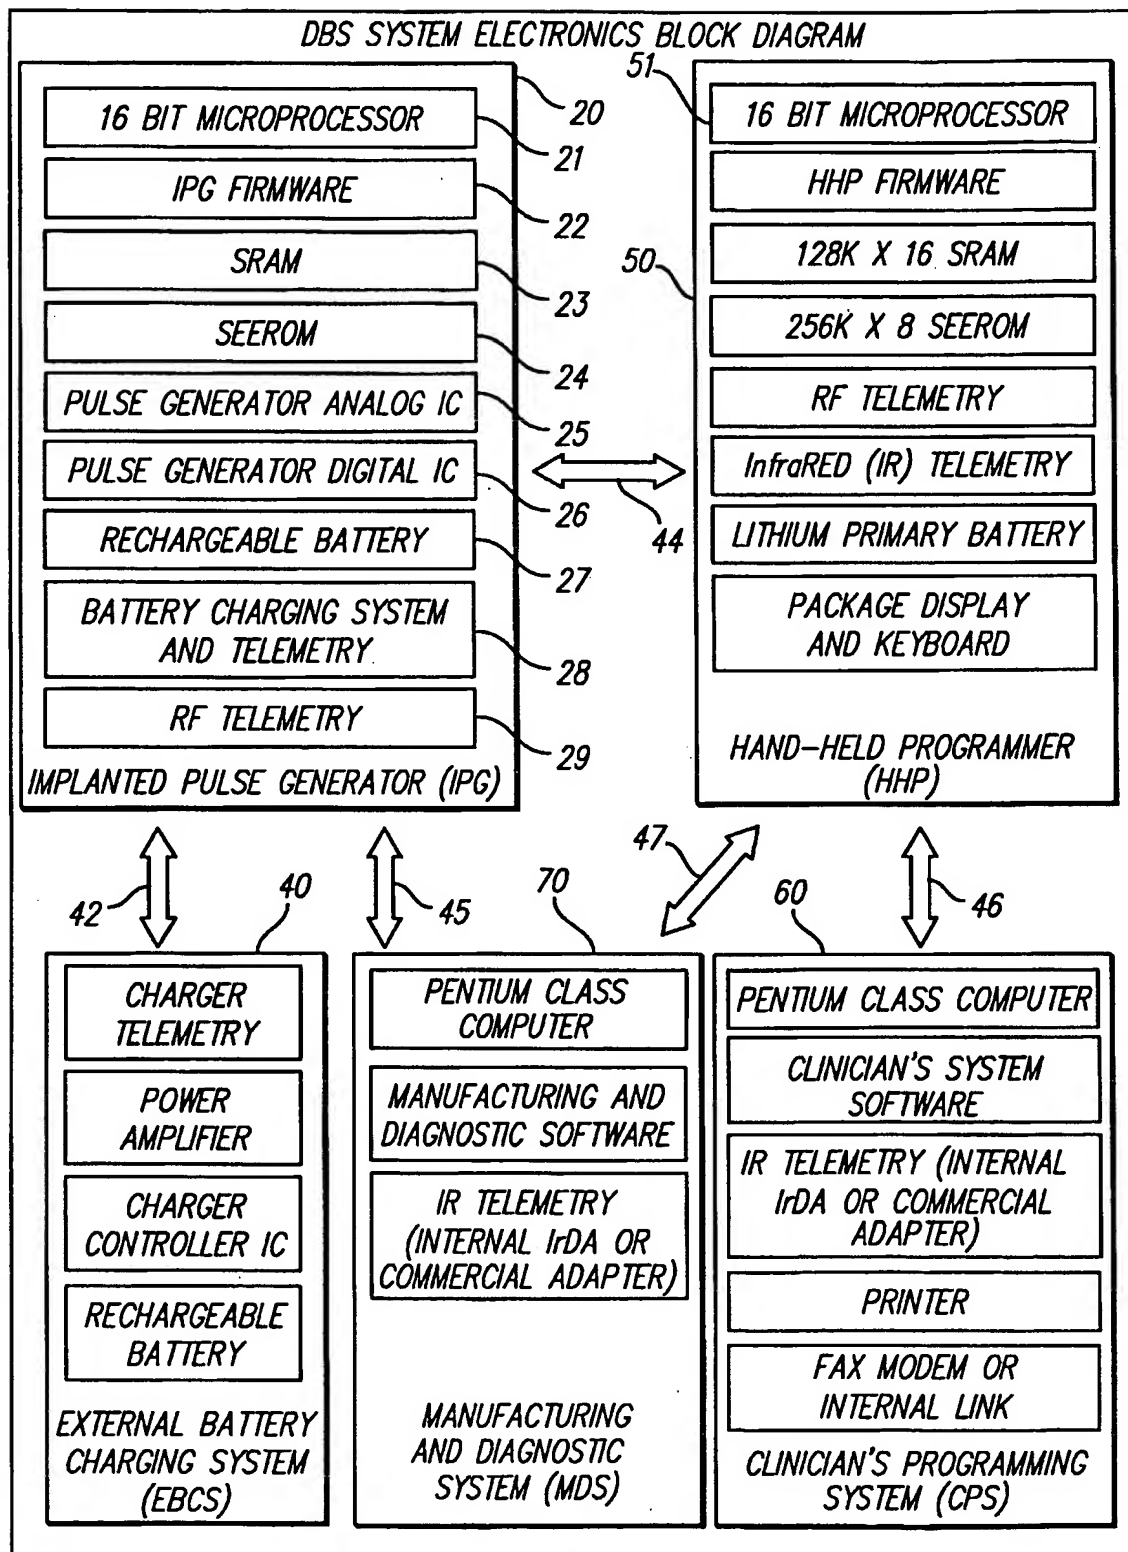 DBS SYSTEM ELECTRONICS BLOCK DIAGRAM
20
16 BIT MICROPROCESSOR
21
IPG FIRMWARE
22
SRAM
23
SEEROM
24
PULSE GENERATOR ANALOG IC
25
PULSE GENERATOR DIGITAL IC
26
RECHARGEABLE BATTERY
27
BATTERY CHARGING SYSTEM
AND TELEMETRY
28
RF TELEMETRY
29
IMPLANTED PULSE GENERATOR (IPG)
44
51
16 BIT MICROPROCESSOR
HHP FIRMWARE
50
128K X 16 SRAM
256K X 8 SEEROM
RF TELEMETRY
InfraRED (IR) TELEMETRY
LITHIUM PRIMARY BATTERY
PACKAGE DISPLAY
AND KEYBOARD
HAND-HELD PROGRAMMER
(HHP)
42
40
45
70
47
60
46
CHARGER
TELEMETRY
POWER
AMPLIFIER
CHARGER
CONTROLLER IC
RECHARGEABLE
BATTERY
EXTERNAL BATTERY
CHARGING SYSTEM
(EBCS)
PENTIUM CLASS
COMPUTER
MANUFACTURING AND
DIAGNOSTIC SOFTWARE
IR TELEMETRY
(INTERNAL IrDA OR
COMMERCIAL ADAPTER)
MANUFACTURING
AND DIAGNOSTIC
SYSTEM (MDS)
PENTIUM CLASS COMPUTER
CLINICIAN'S SYSTEM
SOFTWARE
IR TELEMETRY (INTERNAL
IrDA OR COMMERCIAL
ADAPTER)
PRINTER
FAX MODEM OR
INTERNAL LINK
CLINICIAN'S PROGRAMMING
SYSTEM (CPS)